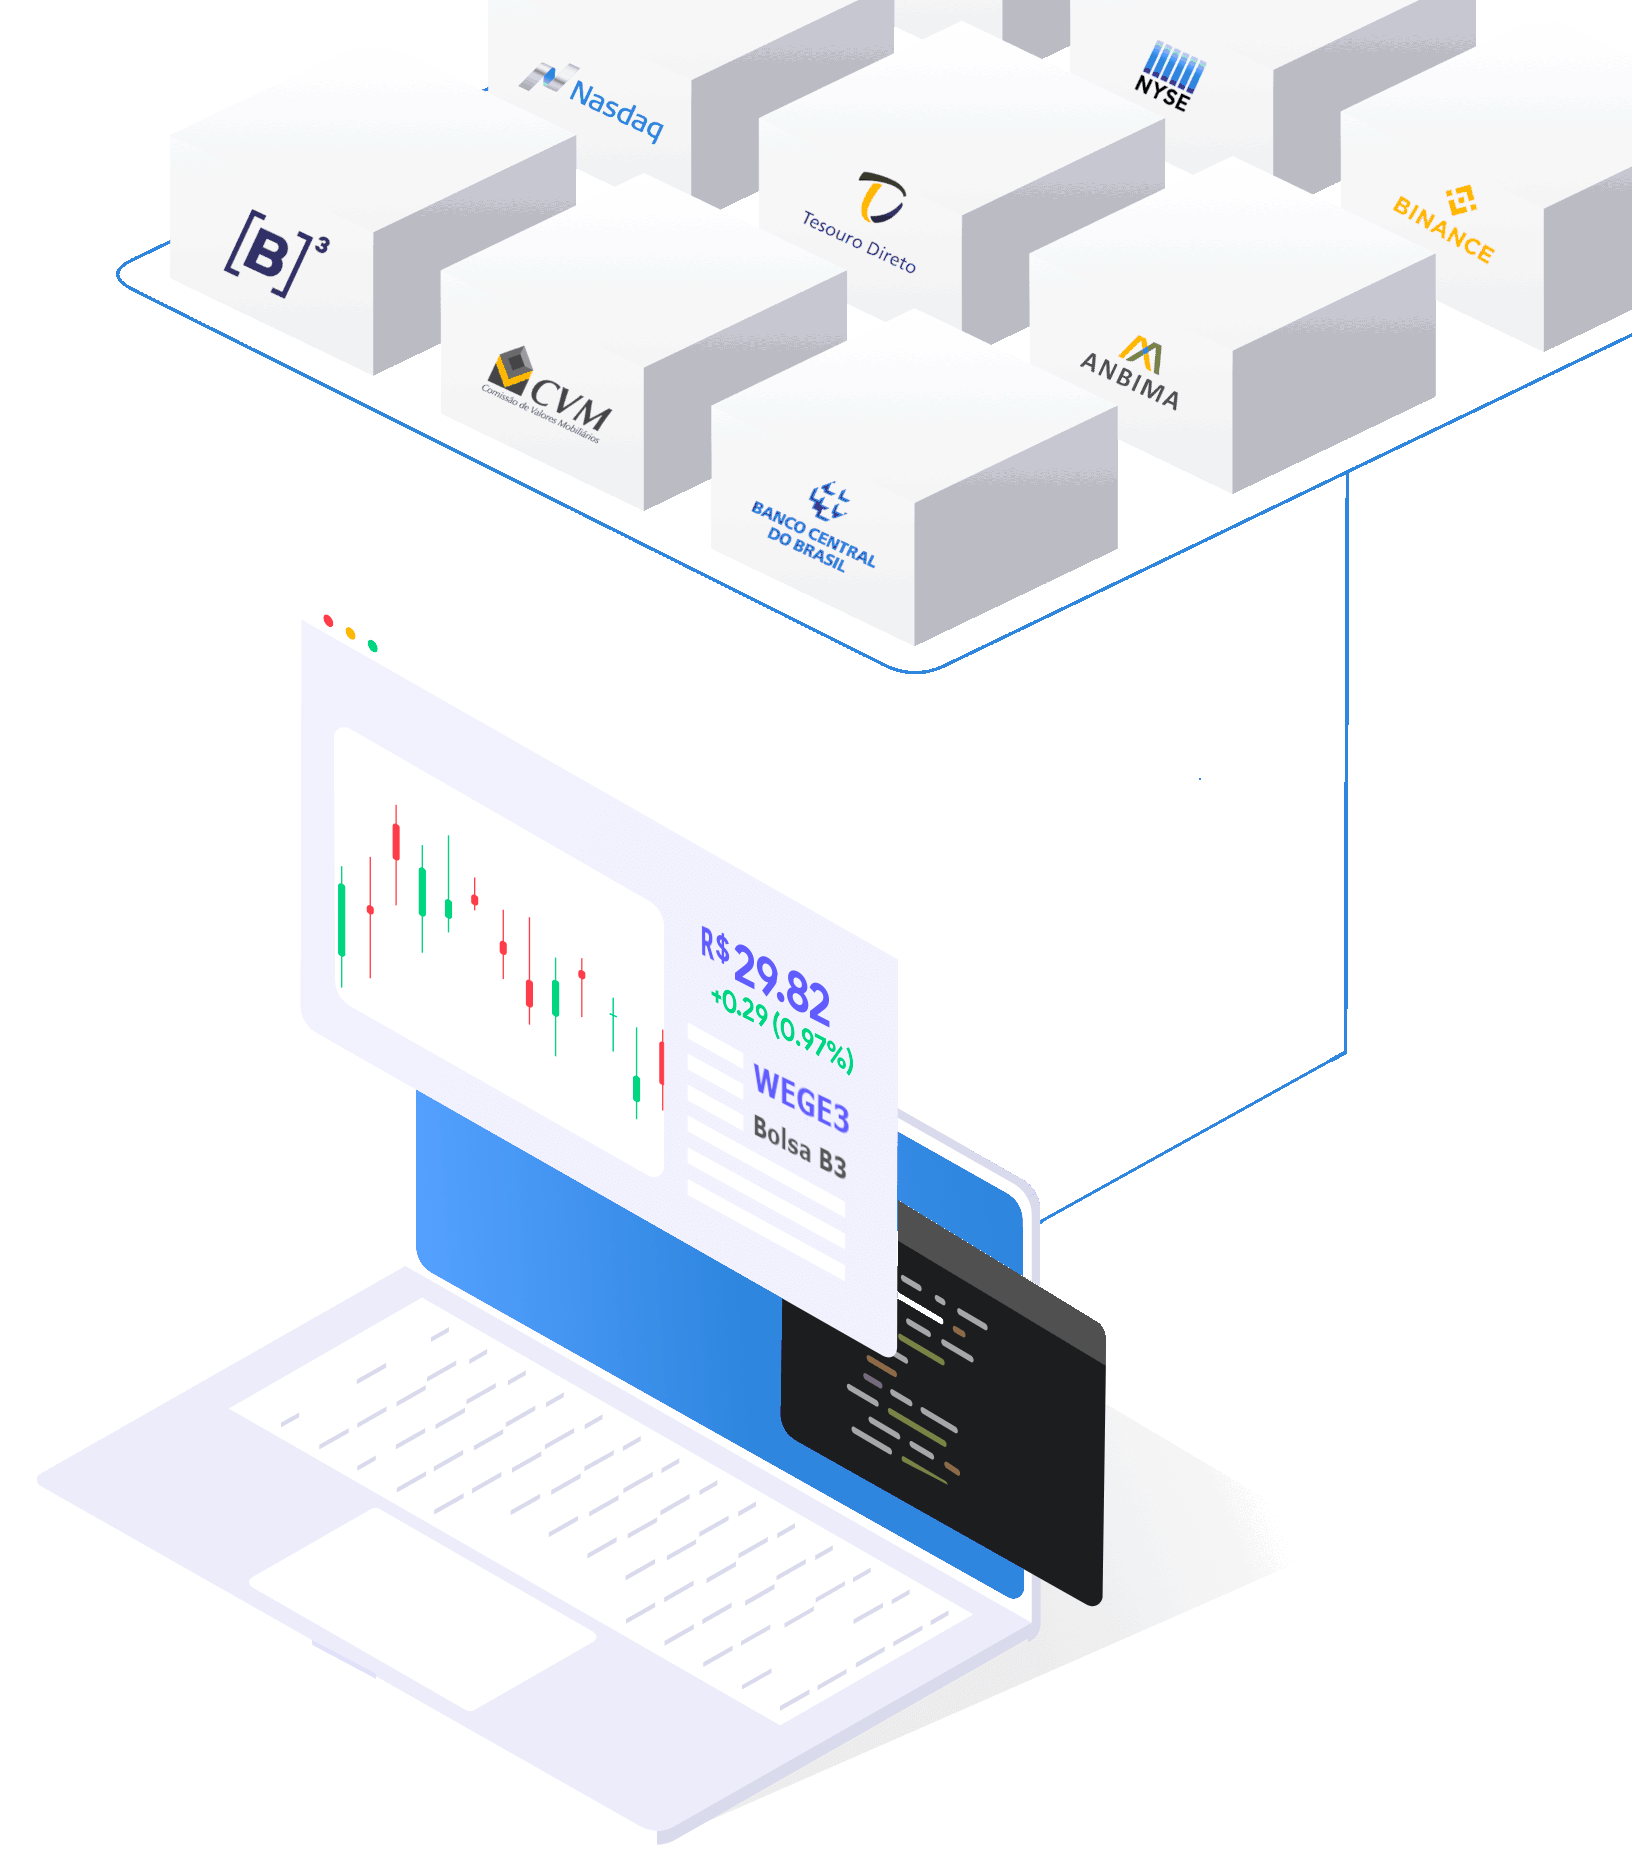 Nasdaq
NYSE
[B]³
Tesouro Direto
BINANCE
CVM
Comissão de Valores Mobiliários
ANBIMA
BANCO CENTRAL
DO BRASIL
R$29.82
+0.29 (0.97%)
WEGE3
Bolsa B3